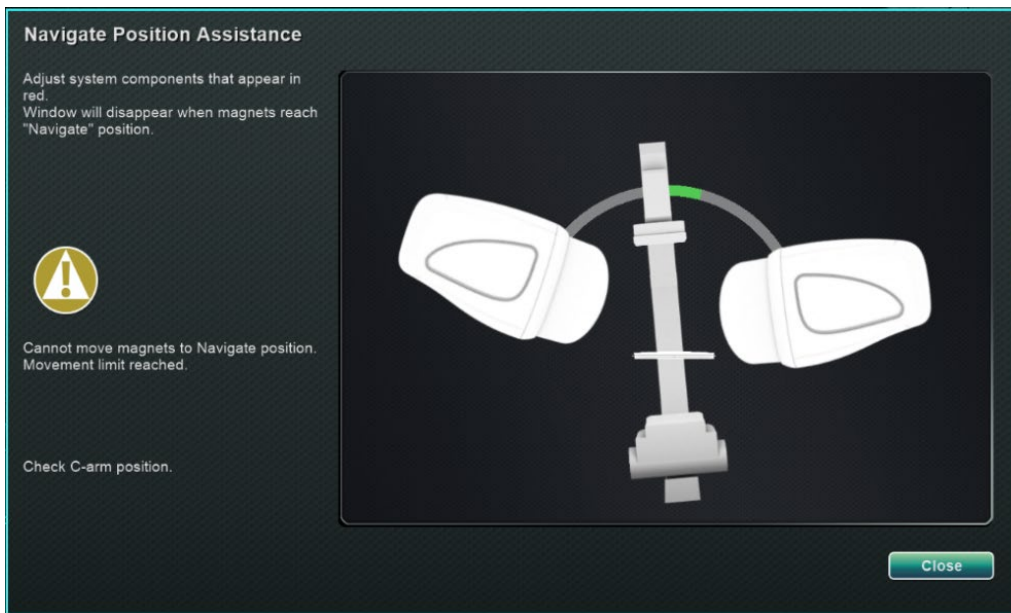 Navigate Position Assistance
Adjust system components that appear in
red.
Window will disappear when magnets reach
"Navigate" position.
Cannot move magnets to Navigate position.
Movement limit reached.
Check C-arm position.
Close